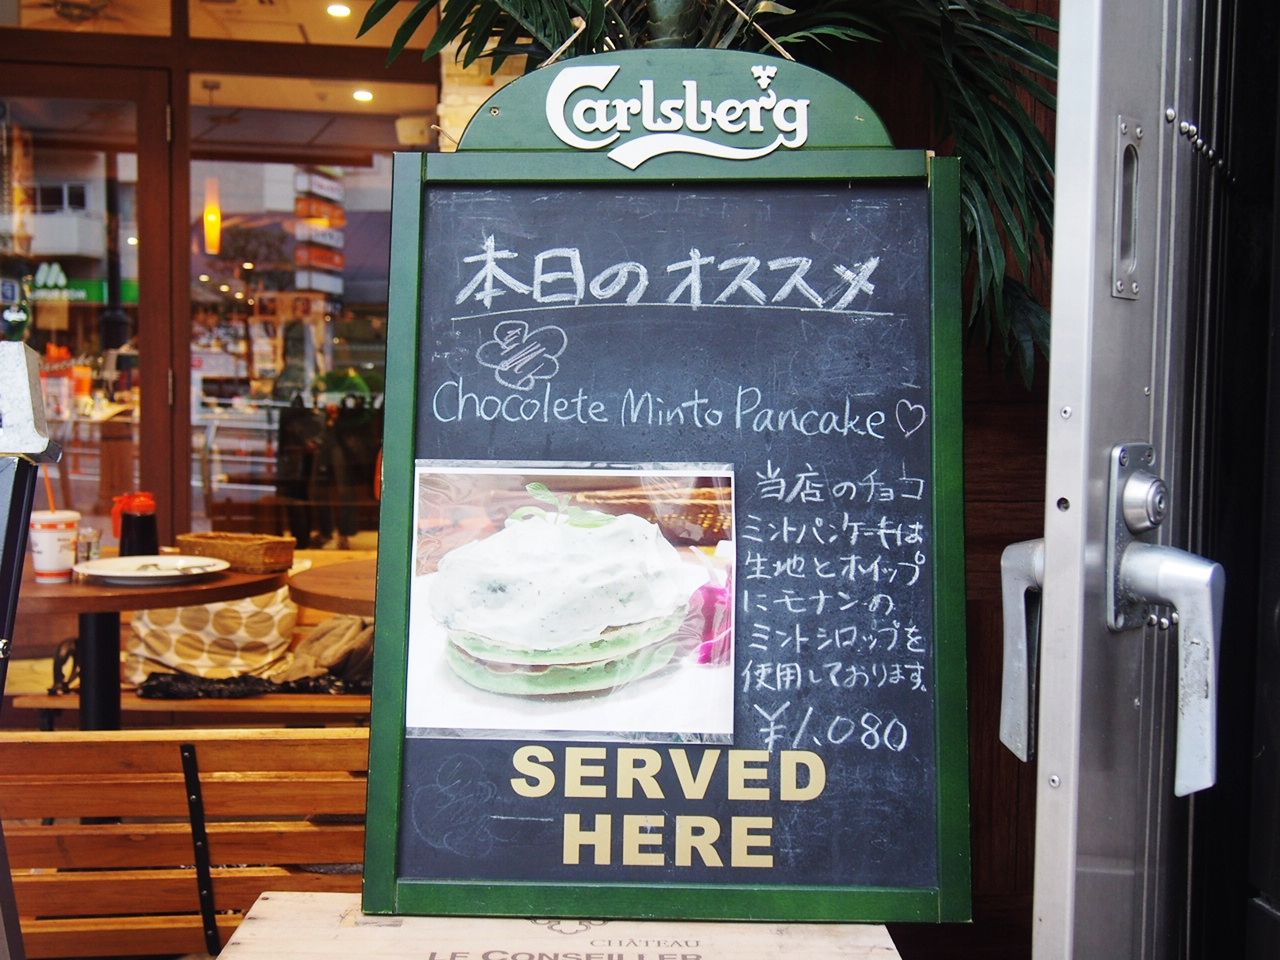 Carlsberg
本日のオススメ
Chocolete Minto Pancake♡
当店のチョコ
ミントパンケーキは
生地とホイップ
にモナンの
ミントシロップを
使用しております。
¥1,080
SERVED
HERE
CHÂTEAU
LE CONSEILLER